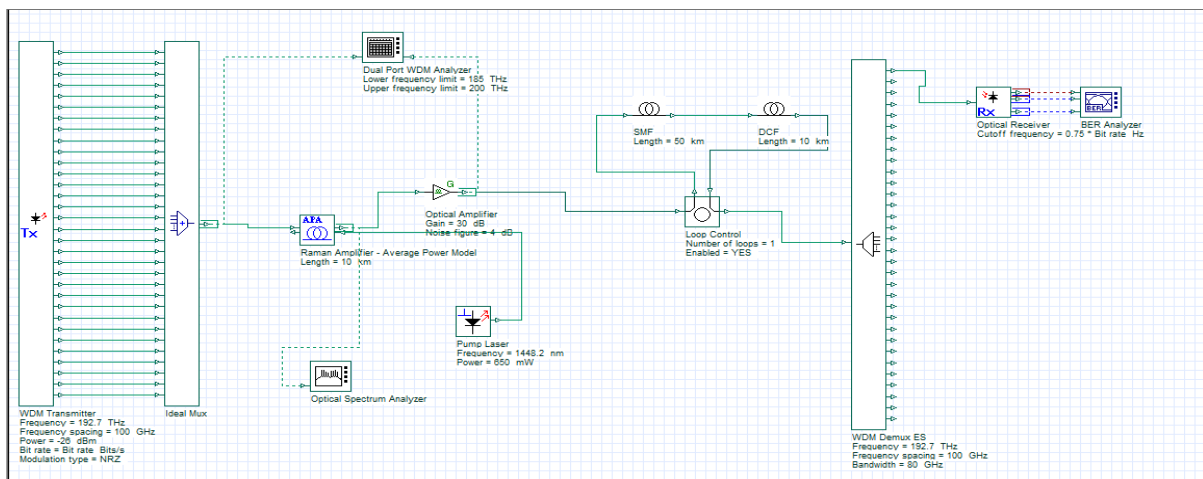 Tx
WDM Transmitter
Frequency = 192.7 THz
Frequency spacing = 100 GHz
Power = -26 dBm
Bit rate = Bit rate Bits/s
Modulation type = NRZ
Ideal Mux
Dual Port WDM Analyzer
Lower frequency limit = 185 THz
Upper frequency limit = 200 THz
APA
Raman Amplifier - Average Power Model
Length = 10 km
G
Optical Amplifier
Gain = 30 dB
Noise figure = 4 dB
Pump Laser
Frequency = 1448.2 nm
Power = 650 mW
Optical Spectrum Analyzer
SMF
Length = 50 km
DCF
Length = 10 km
Loop Control
Number of loops = 1
Enabled = YES
WDM Demux ES
Frequency = 192.7 THz
Frequency spacing = 100 GHz
Bandwidth = 80 GHz
Rx
Optical Receiver
Cutoff frequency = 0.75 * Bit rate Hz
BER
BER Analyzer